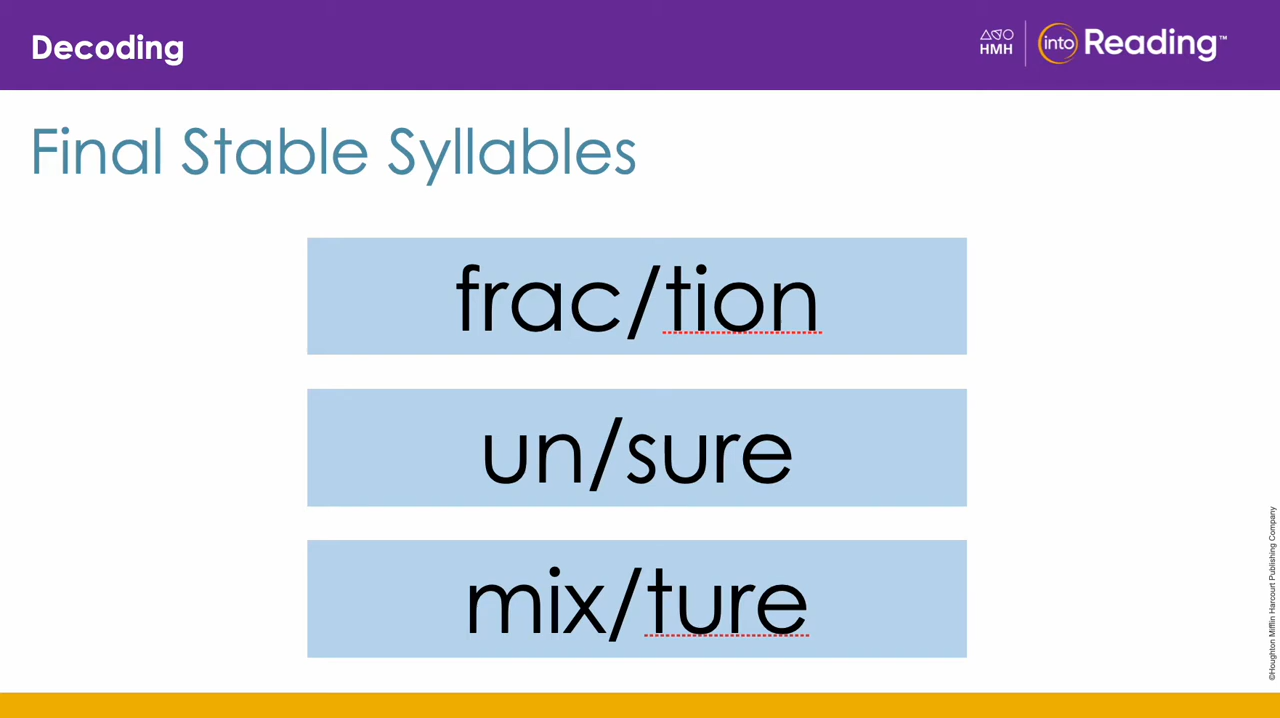 Decoding
HMH
into Reading™
Final Stable Syllables
frac/tion
un/sure
mix/ture
©Houghton Mifflin Harcourt Publishing Company